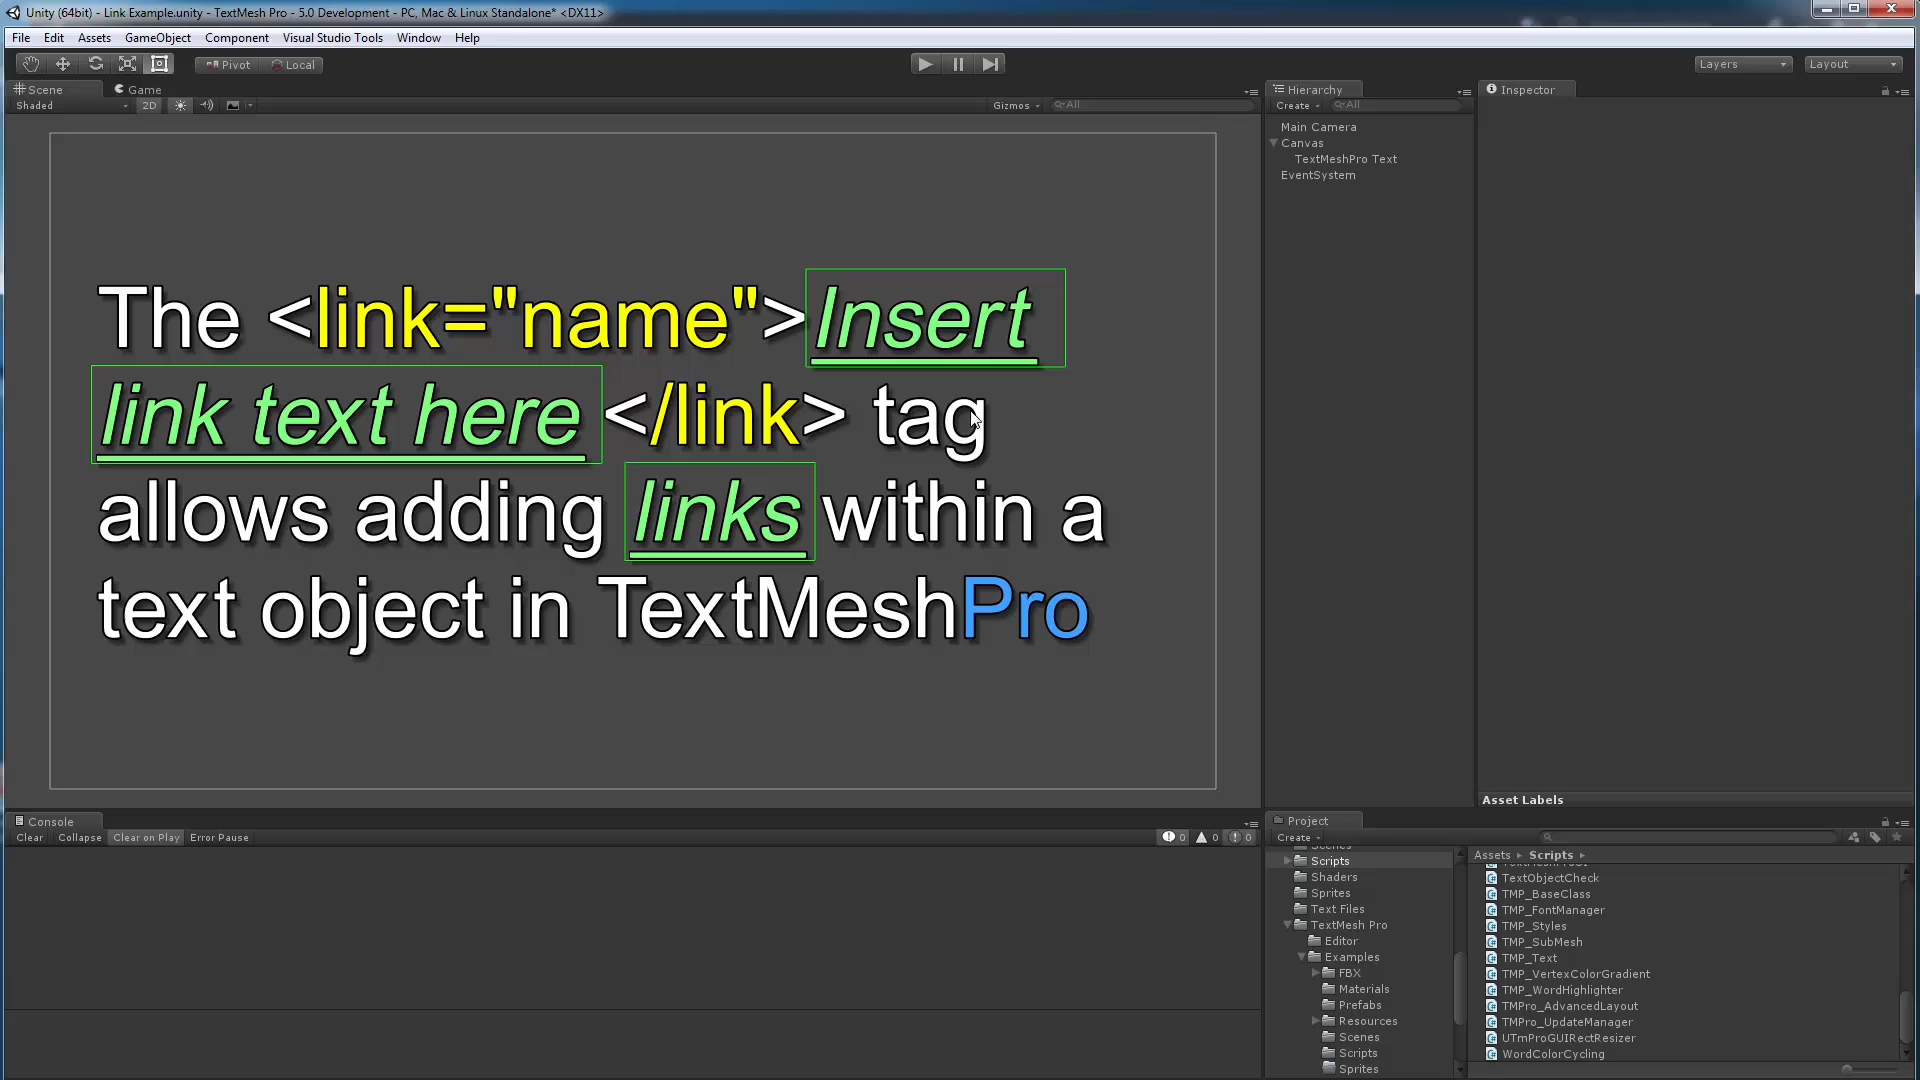 Unity (64bit) - Link Example.unity - TextMesh Pro - 5.0 Development - PC, Mac & Linux Standalone* <DX11>
File Edit Assets GameObject Component Visual Studio Tools Window Help
Pivot Local Layers Layout
Scene Game
Shaded 2D Gizmos All
The <link="name">Insert
link text here </link> tag
allows adding links within a
text object in TextMeshPro
Hierarchy
Create All
Main Camera
Canvas
TextMeshPro Text
EventSystem
Inspector
Asset Labels
Console
Clear Collapse Clear on Play Error Pause 0 0 0
Project
Create
Scenes
Scripts
Shaders
Sprites
Text Files
TextMesh Pro
Editor
Examples
FBX
Materials
Prefabs
Resources
Scenes
Scripts
Sprites
Assets Scripts
TextObjectCheck
TMP_BaseClass
TMP_FontManager
TMP_Styles
TMP_SubMesh
TMP_Text
TMP_VertexColorGradient
TMP_WordHighlighter
TMPro_AdvancedLayout
TMPro_UpdateManager
UTmProGUIRectResizer
WordColorCycling